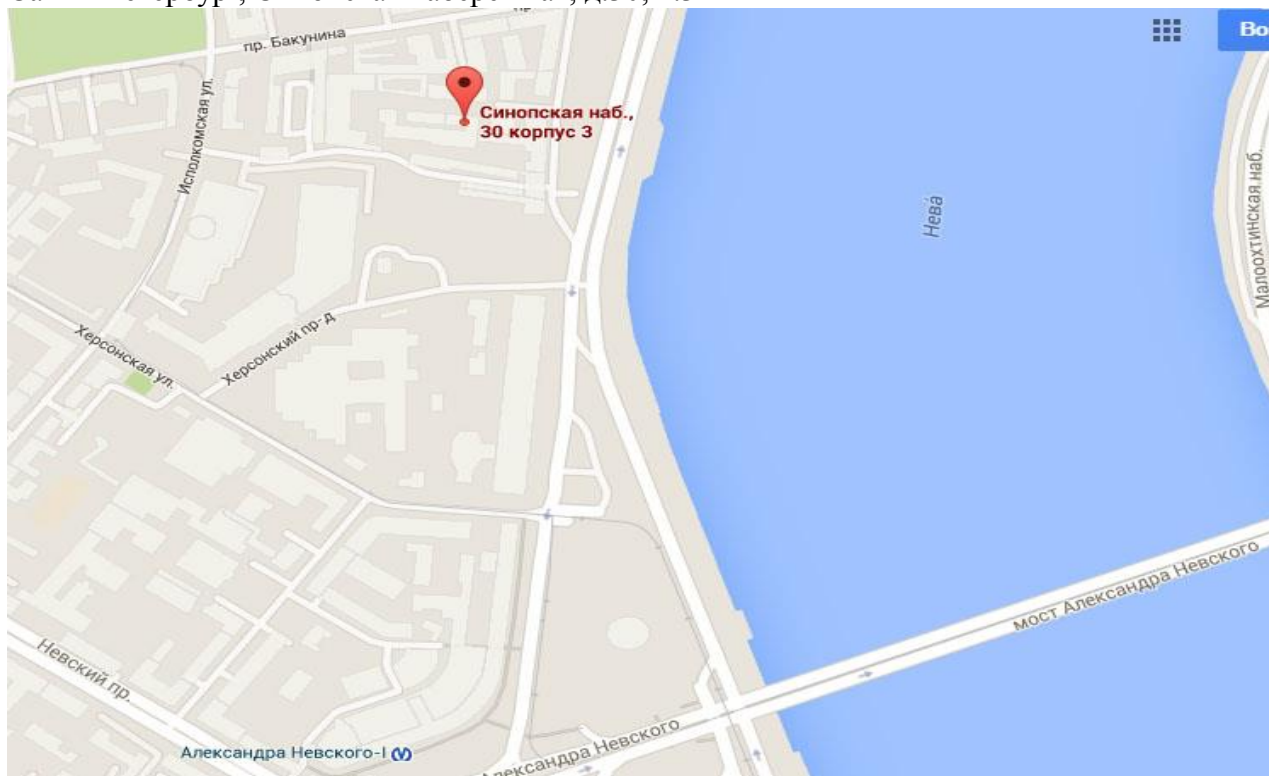 пр. Бакунина
Во
Синопская наб.,
30 корпус 3
Исполкомская ул.
Нева́
Малоохтинская наб.
Херсонский пр-д
Херсонская ул.
мост Александра Невского
Невский пр.
Александра Невского-I
Александра Невского